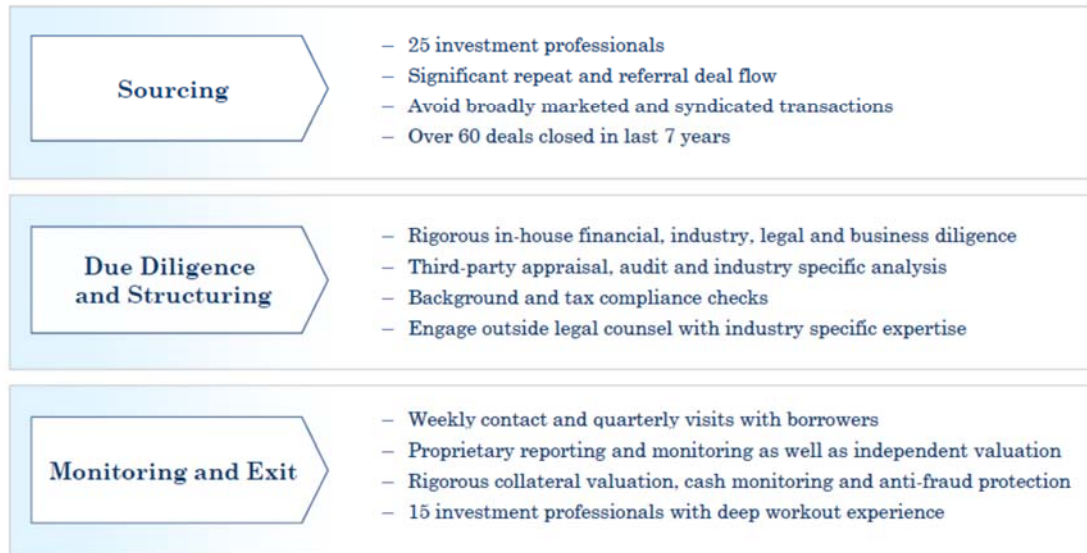 Sourcing
– 25 investment professionals
– Significant repeat and referral deal flow
– Avoid broadly marketed and syndicated transactions
– Over 60 deals closed in last 7 years
Due Diligence
and Structuring
– Rigorous in-house financial, industry, legal and business diligence
– Third-party appraisal, audit and industry specific analysis
– Background and tax compliance checks
– Engage outside legal counsel with industry specific expertise
Monitoring and Exit
– Weekly contact and quarterly visits with borrowers
– Proprietary reporting and monitoring as well as independent valuation
– Rigorous collateral valuation, cash monitoring and anti-fraud protection
– 15 investment professionals with deep workout experience